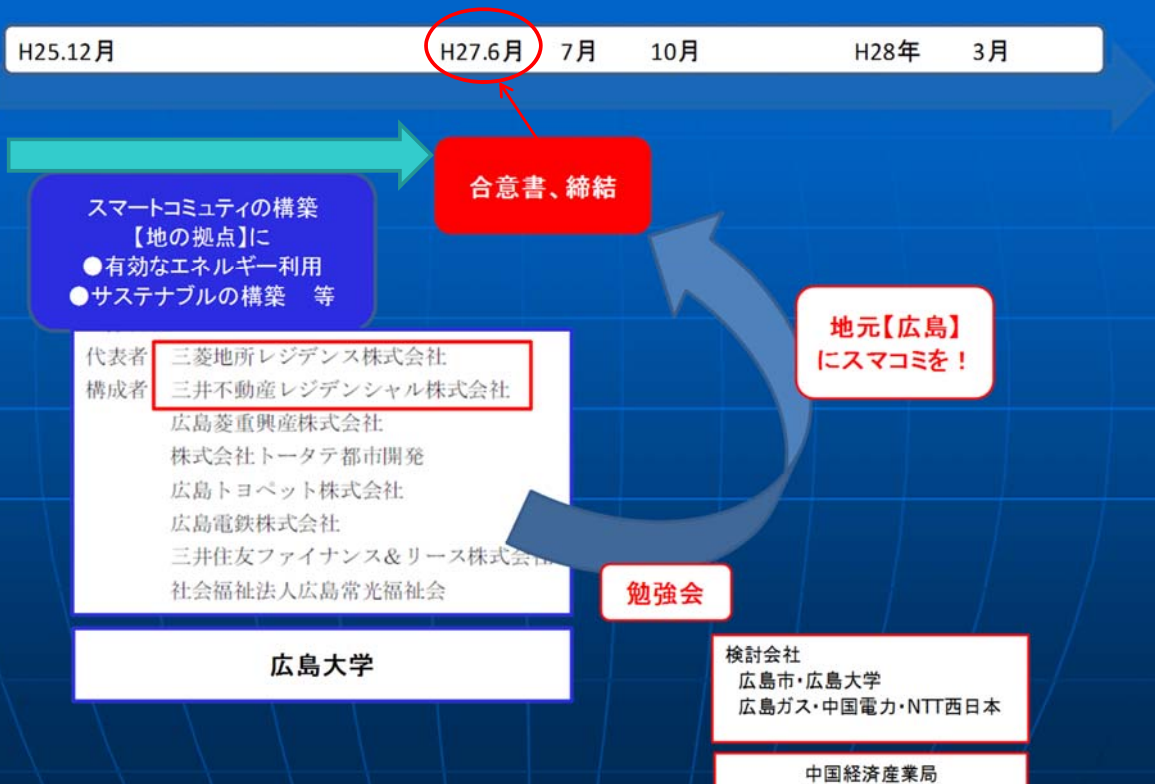 H25.12月 H27.6月 7月 10月 H28年 3月
合意書、締結
スマートコミュティの構築
【地の拠点】に
●有効なエネルギー利用
●サステナブルの構築 等
地元【広島】
にスマコミを！
代表者 三菱地所レジデンス株式会社
構成者 三井不動産レジデンシャル株式会社
広島菱重興産株式会社
株式会社トータテ都市開発
広島トヨペット株式会社
広島電鉄株式会社
三井住友ファイナンス&リース株式会社
社会福祉法人広島常光福祉会
勉強会
広島大学
検討会社
広島市・広島大学
広島ガス・中国電力・NTT西日本
中国経済産業局